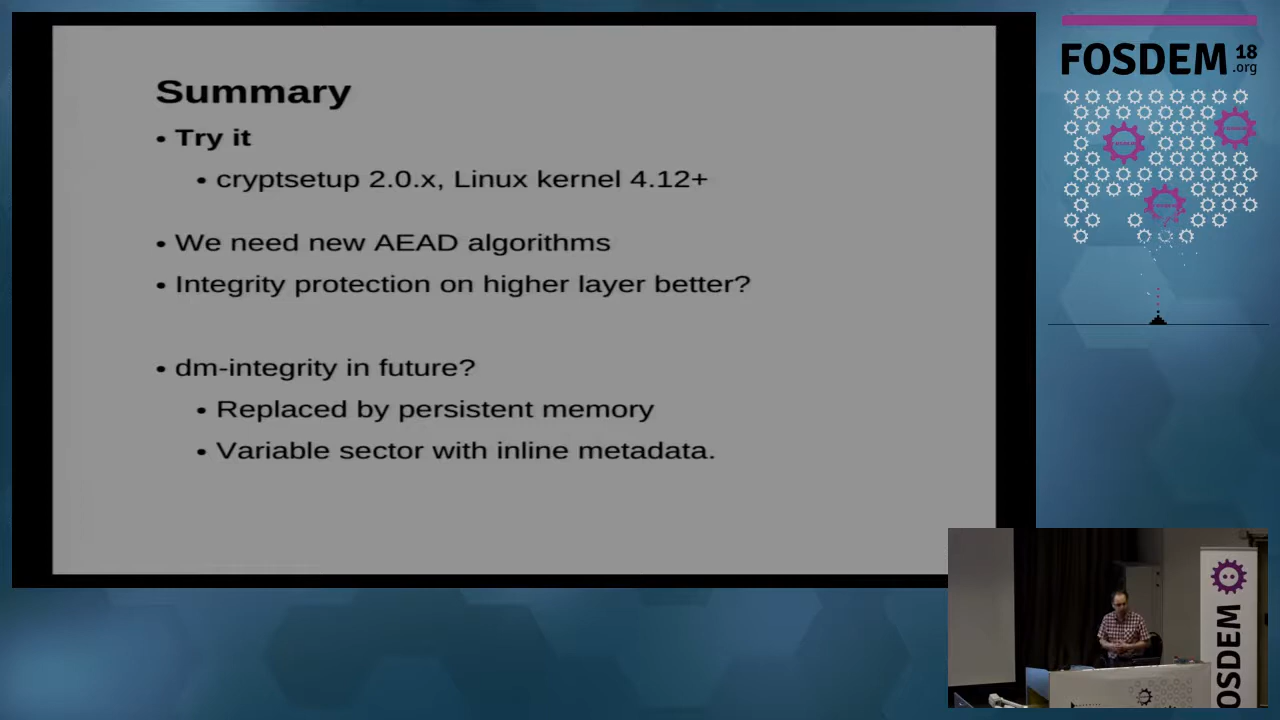 Summary
• Try it
• cryptsetup 2.0.x, Linux kernel 4.12+
• We need new AEAD algorithms
• Integrity protection on higher layer better?
• dm-integrity in future?
• Replaced by persistent memory
• Variable sector with inline metadata.
FOSDEM 18
.org
FOSDEM